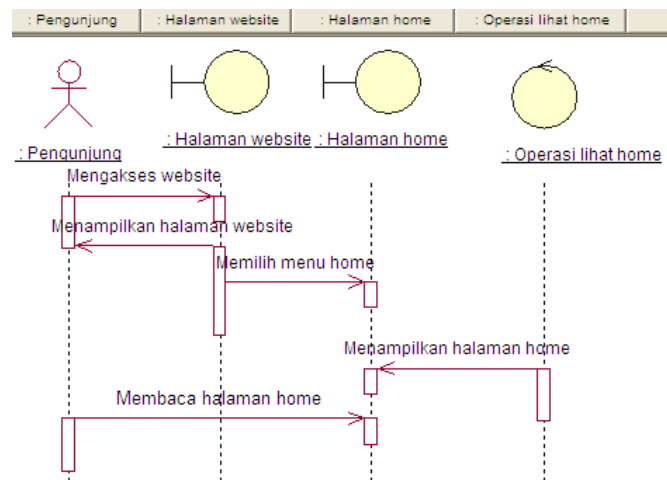 : Pengunjung : Halaman website : Halaman home : Operasi lihat home
: Halaman website : Halaman home
: Pengunjung : Operasi lihat home
Mengakses website
Menampilkan halaman website
Memilih menu home
Menampilkan halaman home
Membaca halaman home